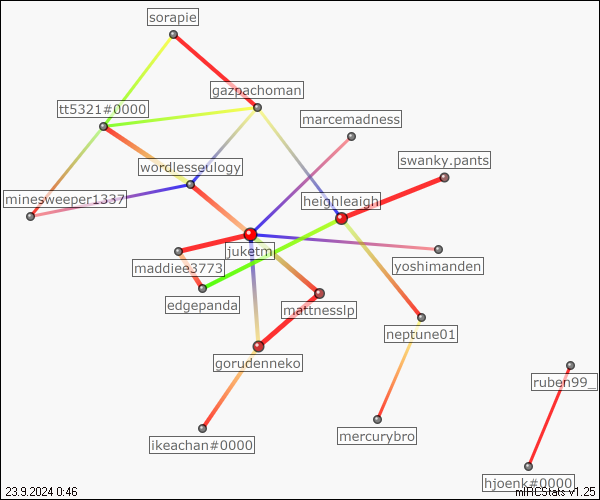 sorapie
gazpachoman
tt5321#0000
marcemadness
swanky.pants
wordlesseulogy
minesweeper1337
heighleaigh
juketm
maddiee3773
yoshimanden
edgepanda
mattnesslp
neptune01
gorudenneko
ruben99_
mercurybro
ikeachan#0000
hjoenk#0000
23.9.2024 0:46
mIRCStats v1.25